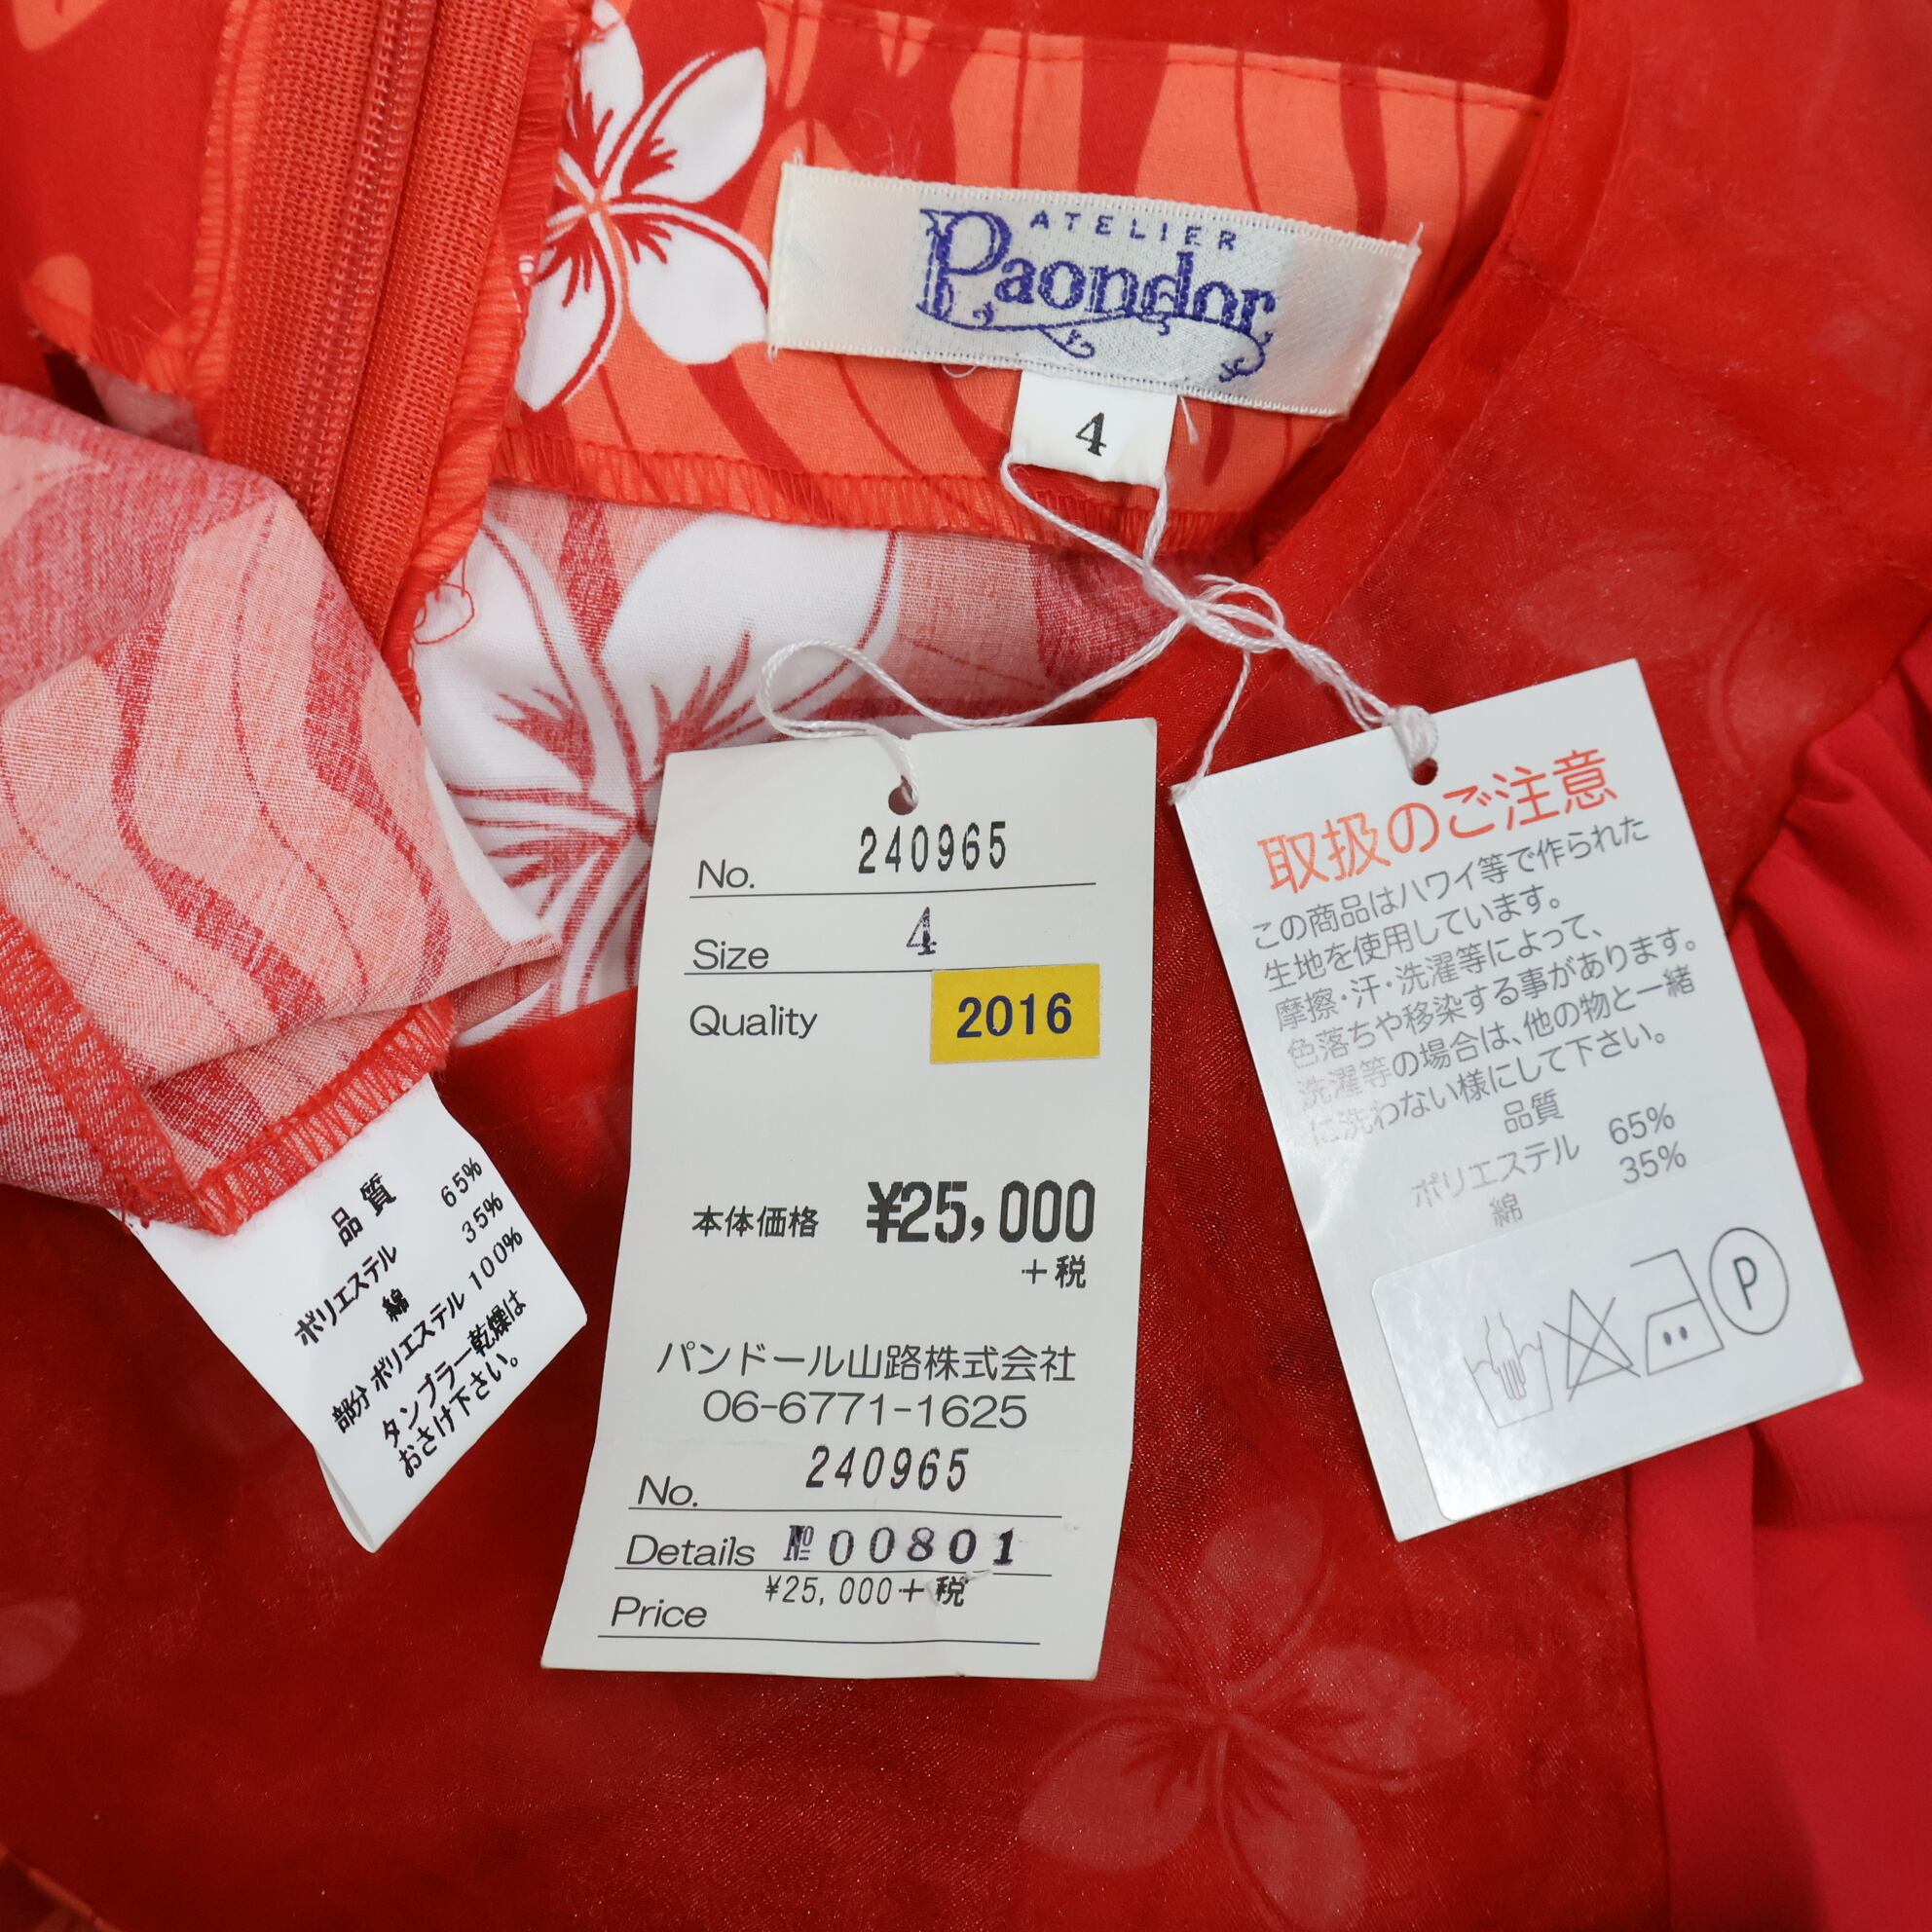 ATELIER
Paondor
4
No. 240965
Size 4
Quality 2016
本体価格 ¥25,000
+税
パンドール山路株式会社
06-6771-1625
No. 240965
Details № 00801
Price ¥25,000+税
取扱のご注意
この商品はハワイ等で作られた
生地を使用しています。
摩擦・汗・洗濯等によって、
色落ちや移染する事があります。
洗濯等の場合は、他の物と一緒
に洗わない様にして下さい。
品質
ポリエステル 65%
綿 35%
P
品質
ポリエステル 65%
綿 35%
部分 ポリエステル 100%
タンブラー乾燥は
おさけ下さい。